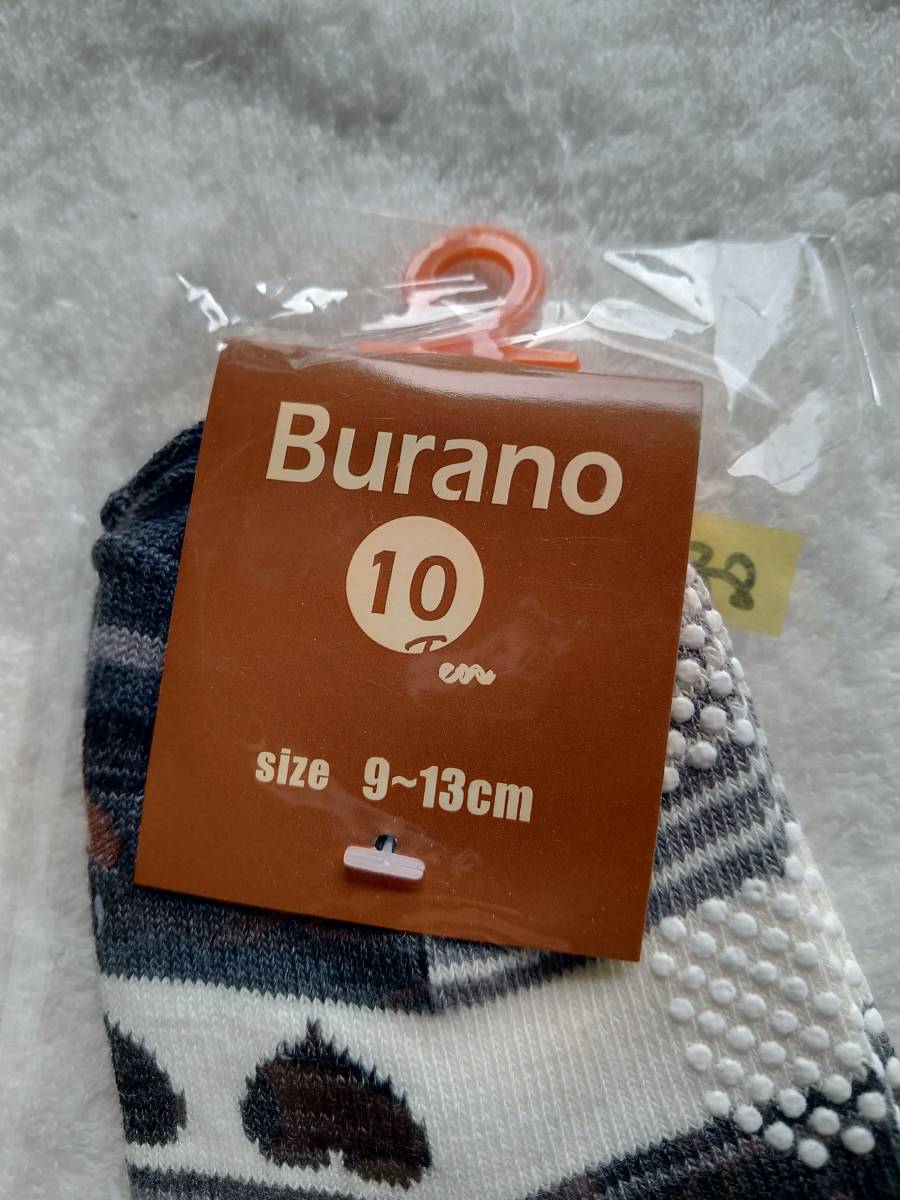 Burano
10
Ten
size 9~13cm